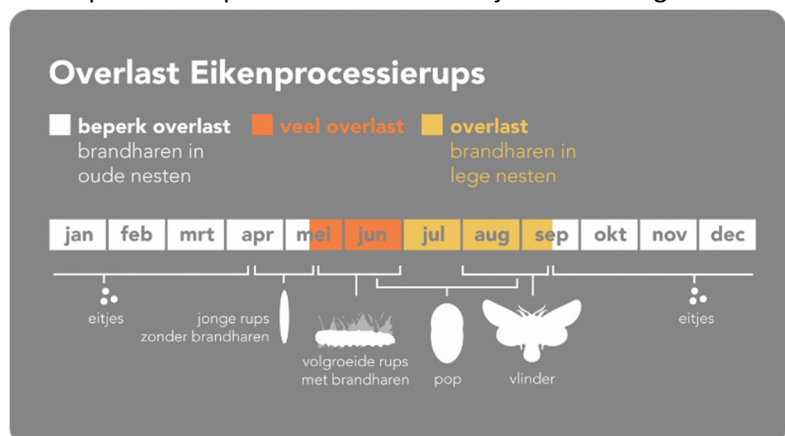 Overlast Eikenprocessierups
beperk overlast
brandharen in
oude nesten
veel overlast
overlast
brandharen in
lege nesten
jan feb mrt apr mei jun jul aug sep okt nov dec
eitjes
jonge rups
zonder brandharen
volgroeide rups
met brandharen
pop
vlinder
eitjes